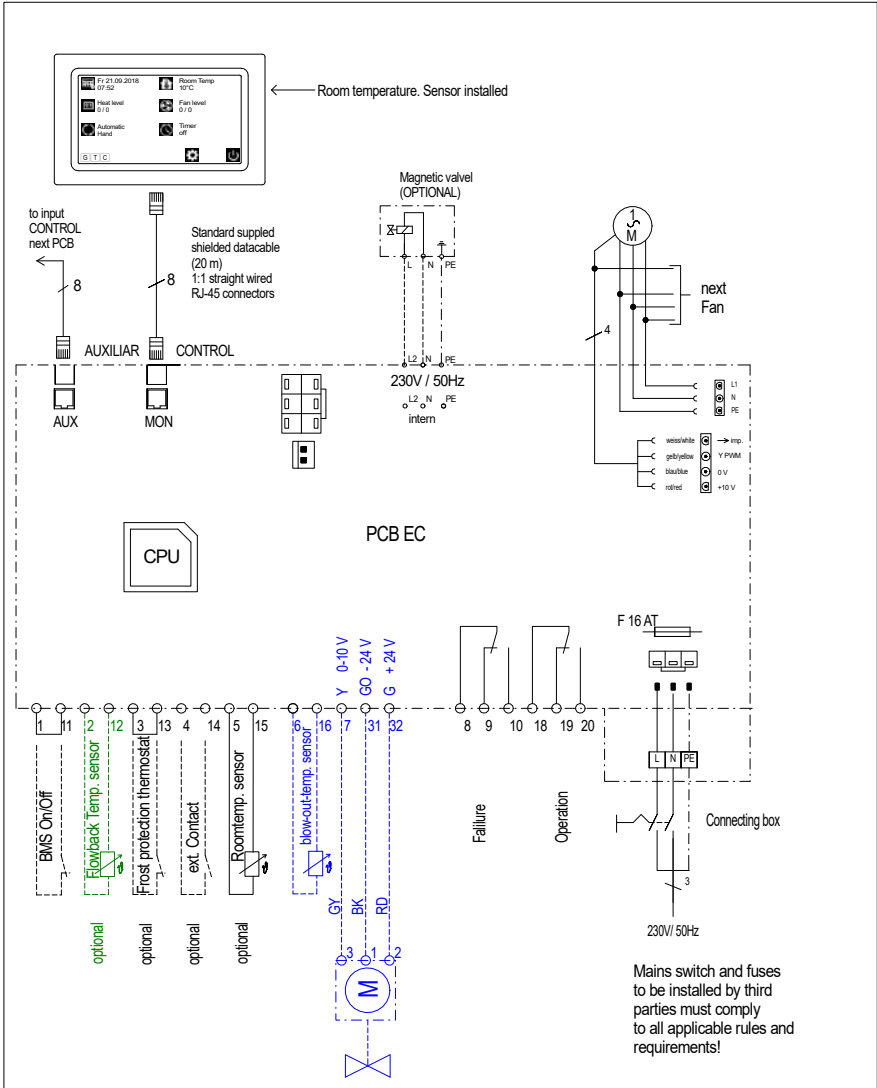 Fr 21.09.2018
07:52
Room Temp
10°C
Heat level
0 / 0
Fan level
0 / 0
Automatic
Hand
Timer
off
G T C
Room temperature. Sensor installed
to input
CONTROL
next PCB
8
8
Standard suppled
shielded datacable
(20 m)
1:1 straight wired
RJ-45 connectors
Magnetic valvel
(OPTIONAL)
L N PE
1
M
next
Fan
4
AUXILIAR
CONTROL
AUX
MON
L2 N PE
230V / 50Hz
L2 N PE
intern
L1
N
PE
weiss/white imp.
gelb/yellow Y PWM
blau/blue 0 V
rot/red +10 V
CPU
PCB EC
F 16 AT
Y 0-10 V
GO - 24 V
G + 24 V
1 11 2 12 3 13 4 14 5 15 6 16 7 31 32 8 9 10 18 19 20
BMS On/Off
Flowback Temp. sensor
Frost protection thermostat
ext. Contact
Roomtemp. sensor
blow-out-temp. sensor
optional
optional
optional
optional
GY
BK
RD
3 1 2
M
Faillure
Operation
L N PE
Connecting box
3
230V/ 50Hz
Mains switch and fuses
to be installed by third
parties must comply
to all applicable rules and
requirements!